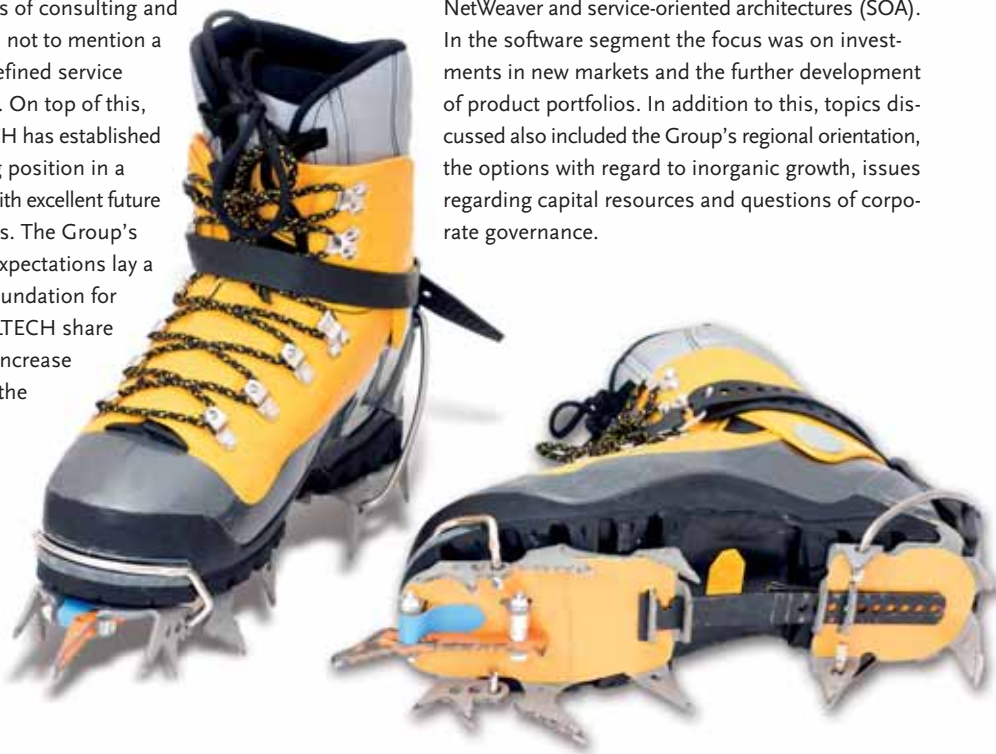 s of consulting and
not to mention a
efined service
. On top of this,
H has established
g position in a
ith excellent future
s. The Group's
xpectations lay a
undation for
LTECH share
ncrease
the
NetWeaver and service-oriented architectures (SOA).
In the software segment the focus was on invest-
ments in new markets and the further development
of product portfolios. In addition to this, topics dis-
cussed also included the Group's regional orientation,
the options with regard to inorganic growth, issues
regarding capital resources and questions of corpo-
rate governance.